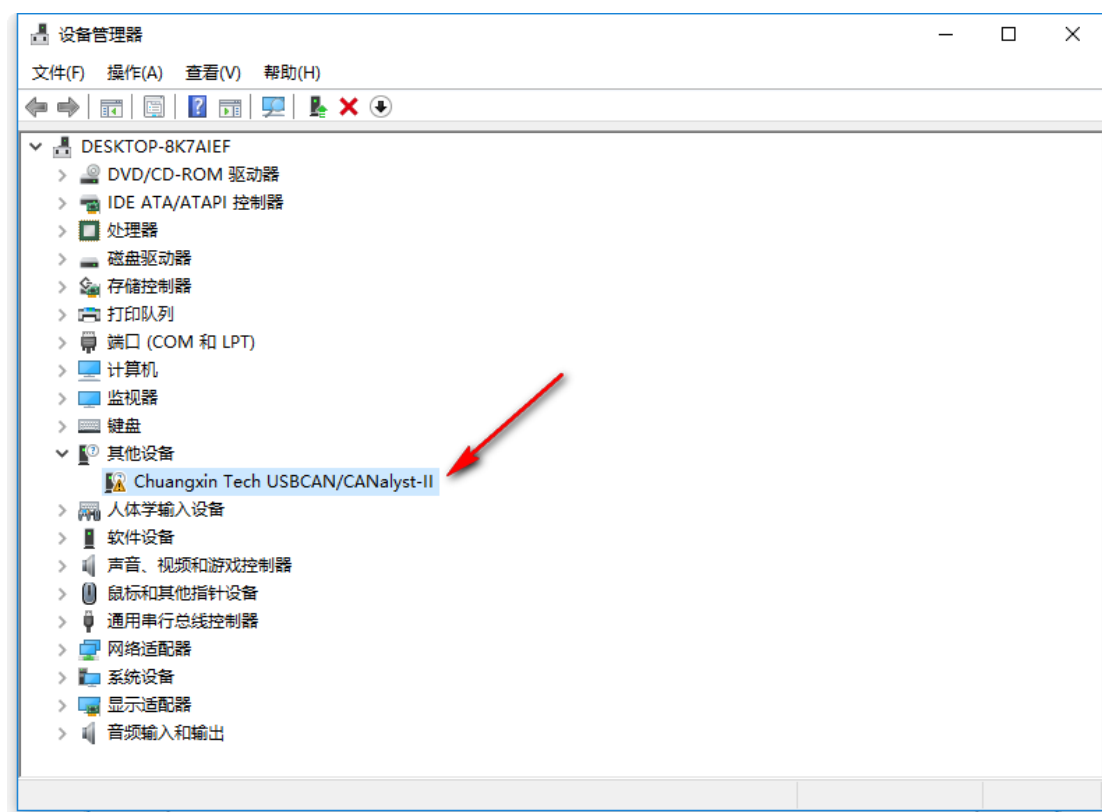 设备管理器
文件(F) 操作(A) 查看(V) 帮助(H)
DESKTOP-8K7AIEF
DVD/CD-ROM 驱动器
IDE ATA/ATAPI 控制器
处理器
磁盘驱动器
存储控制器
打印队列
端口 (COM 和 LPT)
计算机
监视器
键盘
其他设备
Chuangxin Tech USBCAN/CANalyst-II
人体学输入设备
软件设备
声音、视频和游戏控制器
鼠标和其他指针设备
通用串行总线控制器
网络适配器
系统设备
显示适配器
音频输入和输出